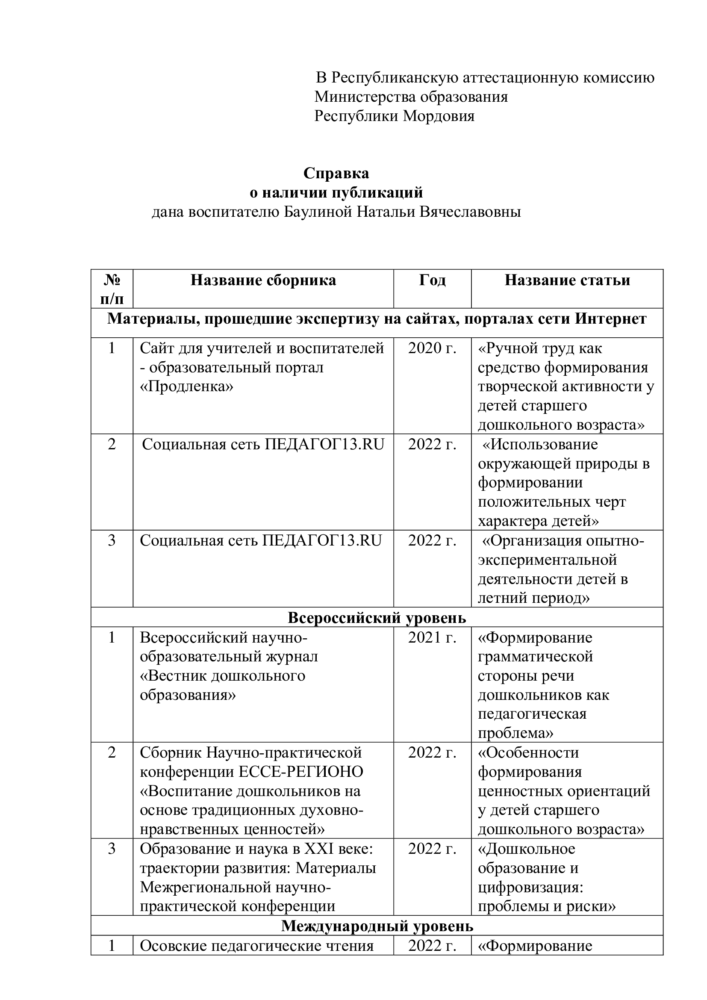 В Республиканскую аттестационную комиссию
Министерства образования
Республики Мордовия
Справка
о наличии публикаций
дана воспитателю Баулиной Натальи Вячеславовны
№ п/п
Название сборника
Год
Название статьи
Материалы, прошедшие экспертизу на сайтах, порталах сети Интернет
1
Сайт для учителей и воспитателей
- образовательный портал
«Продленка»
2020 г.
«Ручной труд как
средство формирования
творческой активности у
детей старшего
дошкольного возраста»
2
Социальная сеть ПЕДАГОГ13.RU
2022 г.
«Использование
окружающей природы в
формировании
положительных черт
характера детей»
3
Социальная сеть ПЕДАГОГ13.RU
2022 г.
«Организация опытно-
экспериментальной
деятельности детей в
летний период»
Всероссийский уровень
1
Всероссийский научно-
образовательный журнал
«Вестник дошкольного
образования»
2021 г.
«Формирование
грамматической
стороны речи
дошкольников как
педагогическая
проблема»
2
Сборник Научно-практической
конференции ЕССЕ-РЕГИОНО
«Воспитание дошкольников на
основе традиционных духовно-
нравственных ценностей»
2022 г.
«Особенности
формирования
ценностных ориентаций
у детей старшего
дошкольного возраста»
3
Образование и наука в XXI веке:
траектории развития: Материалы
Межрегиональной научно-
практической конференции
2022 г.
«Дошкольное
образование и
цифровизация:
проблемы и риски»
Международный уровень
1
Осовские педагогические чтения
2022 г.
«Формирование